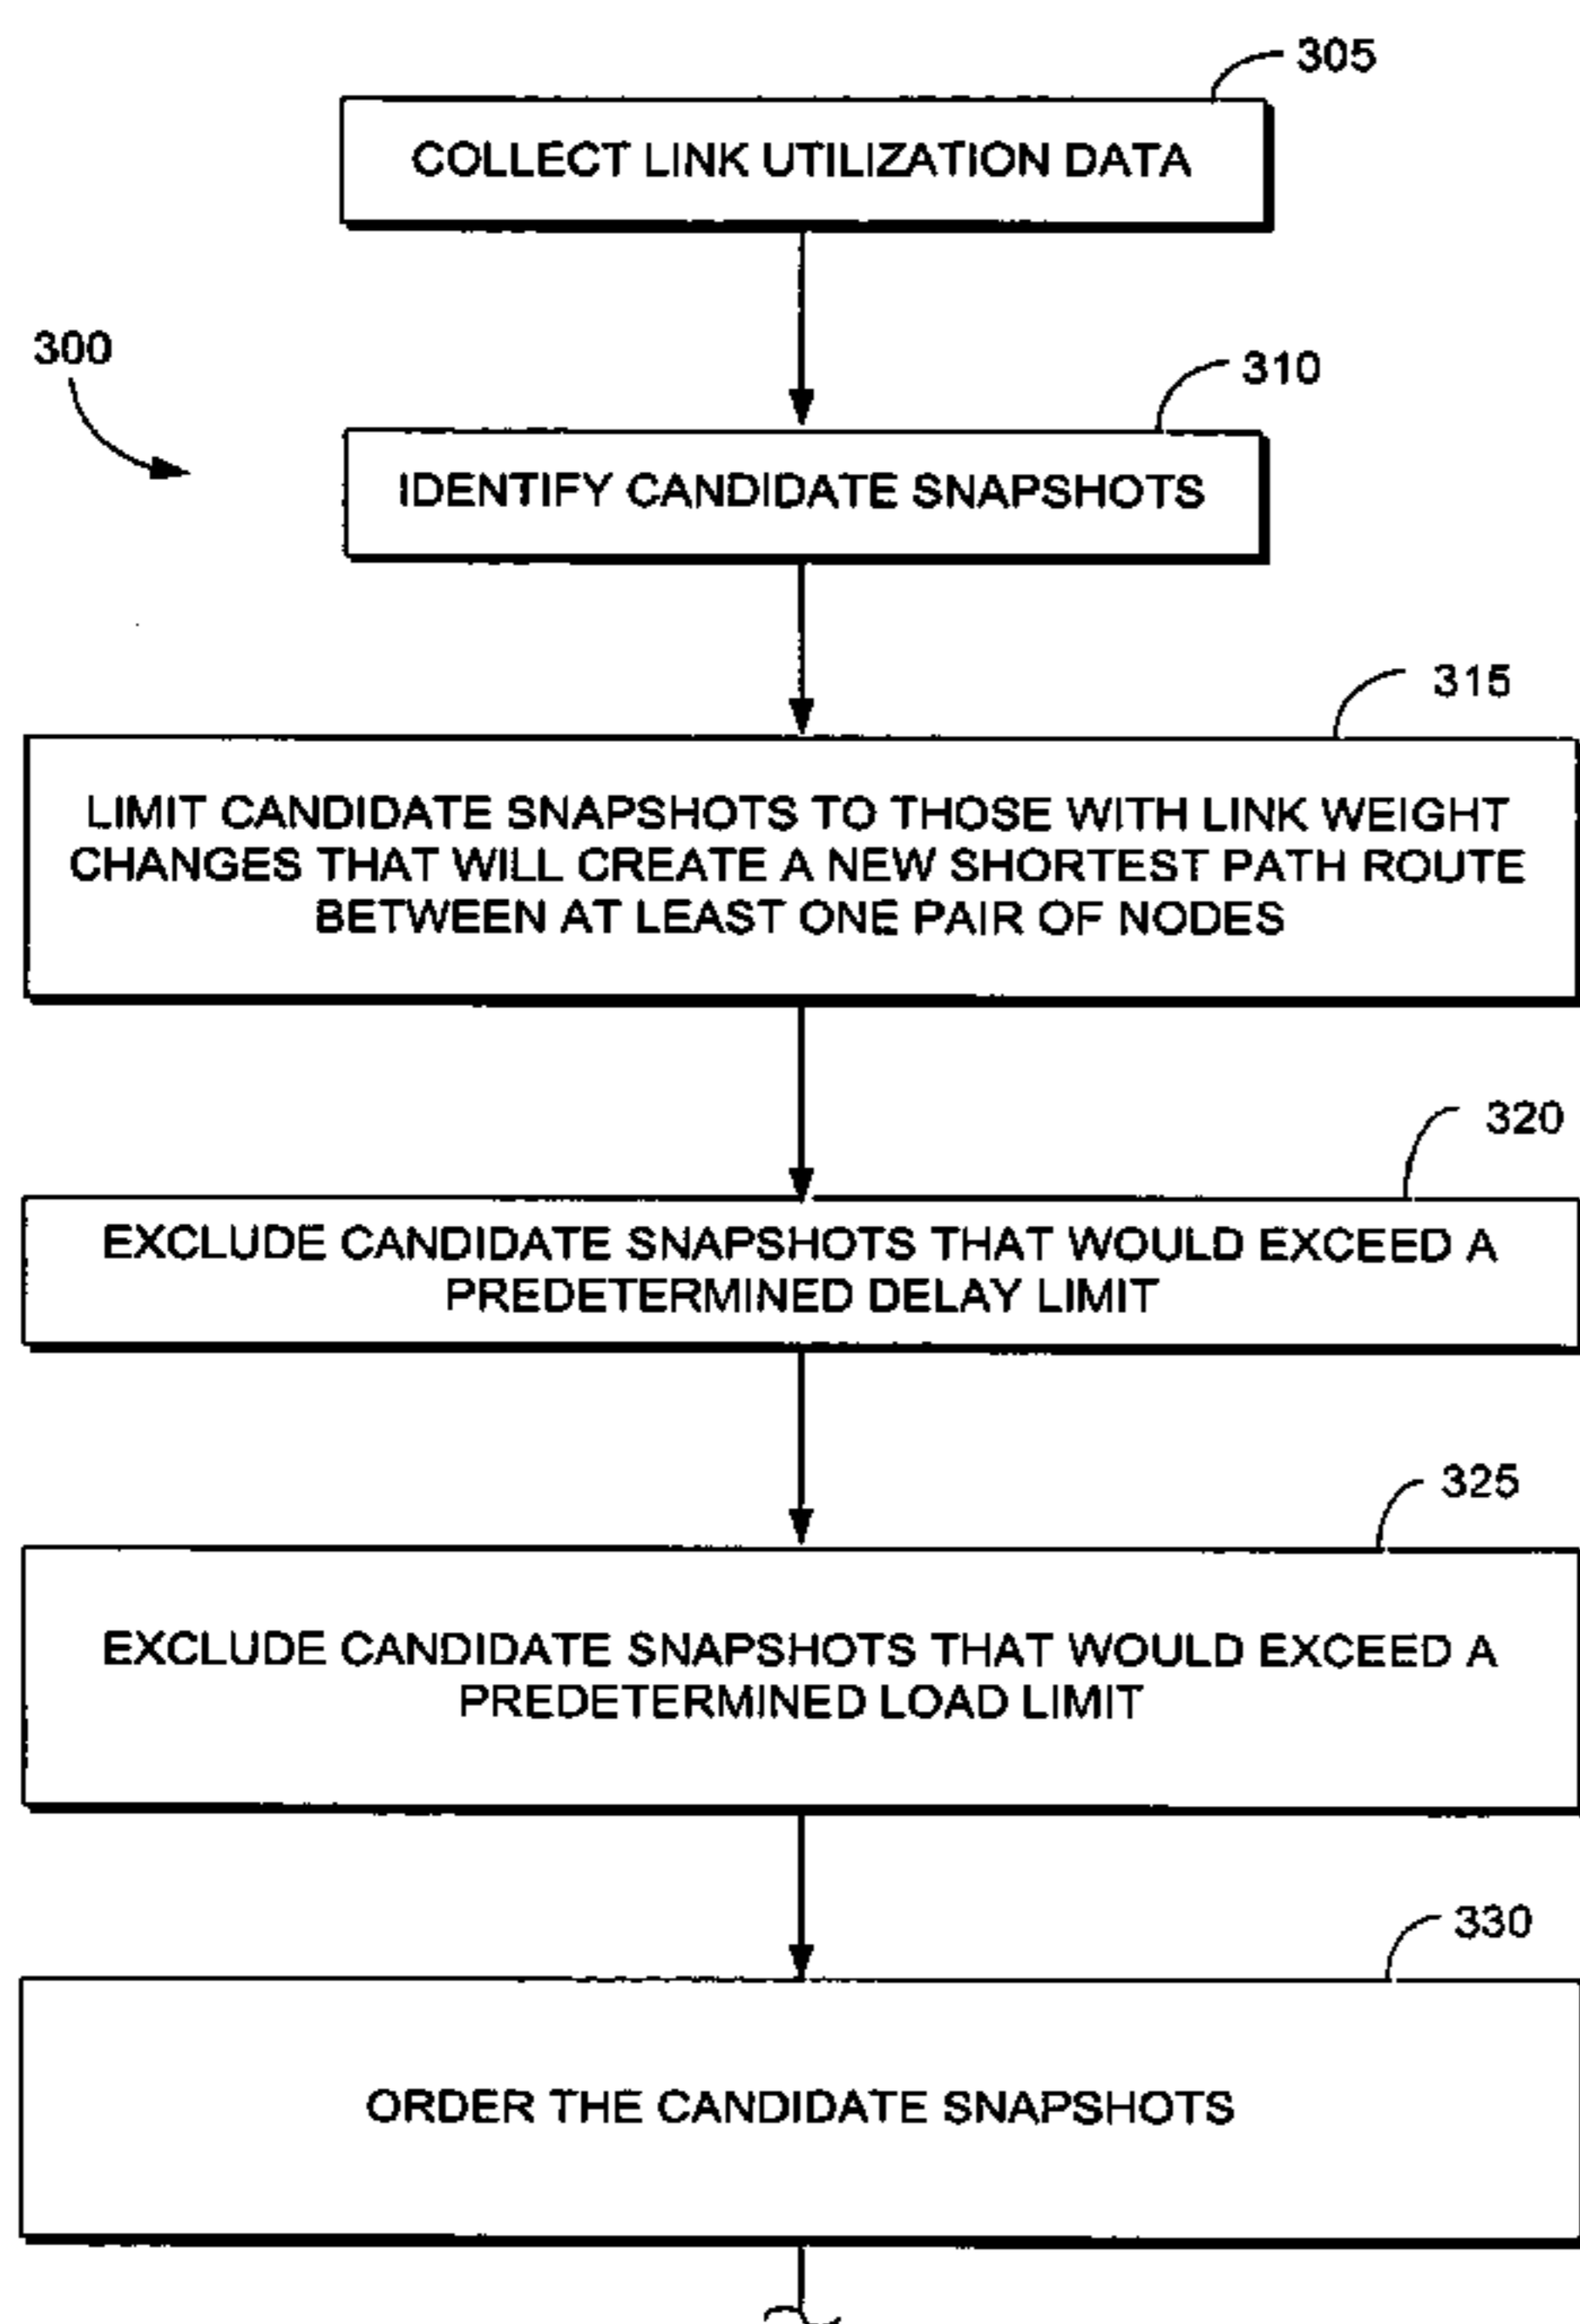 305
COLLECT LINK UTILIZATION DATA
300
310
IDENTIFY CANDIDATE SNAPSHOTS
315
LIMIT CANDIDATE SNAPSHOTS TO THOSE WITH LINK WEIGHT
CHANGES THAT WILL CREATE A NEW SHORTEST PATH ROUTE
BETWEEN AT LEAST ONE PAIR OF NODES
320
EXCLUDE CANDIDATE SNAPSHOTS THAT WOULD EXCEED A
PREDETERMINED DELAY LIMIT
325
EXCLUDE CANDIDATE SNAPSHOTS THAT WOULD EXCEED A
PREDETERMINED LOAD LIMIT
330
ORDER THE CANDIDATE SNAPSHOTS